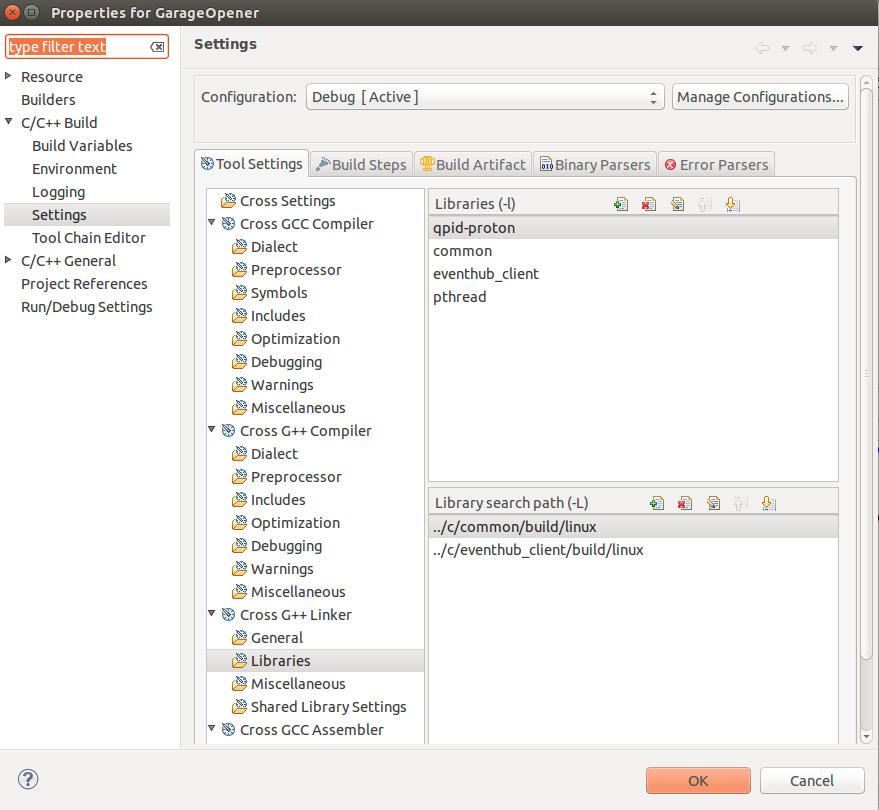 Properties for GarageOpener
type filter text
Resource
Builders
C/C++ Build
Build Variables
Environment
Logging
Settings
Tool Chain Editor
C/C++ General
Project References
Run/Debug Settings
Settings
Configuration:
Debug [ Active ]
Manage Configurations...
Tool Settings
Build Steps
Build Artifact
Binary Parsers
Error Parsers
Cross Settings
Cross GCC Compiler
Dialect
Preprocessor
Symbols
Includes
Optimization
Debugging
Warnings
Miscellaneous
Cross G++ Compiler
Dialect
Preprocessor
Includes
Optimization
Debugging
Warnings
Miscellaneous
Cross G++ Linker
General
Libraries
Miscellaneous
Shared Library Settings
Cross GCC Assembler
Libraries (-l)
qpid-proton
common
eventhub_client
pthread
Library search path (-L)
../c/common/build/linux
../c/eventhub_client/build/linux
OK
Cancel